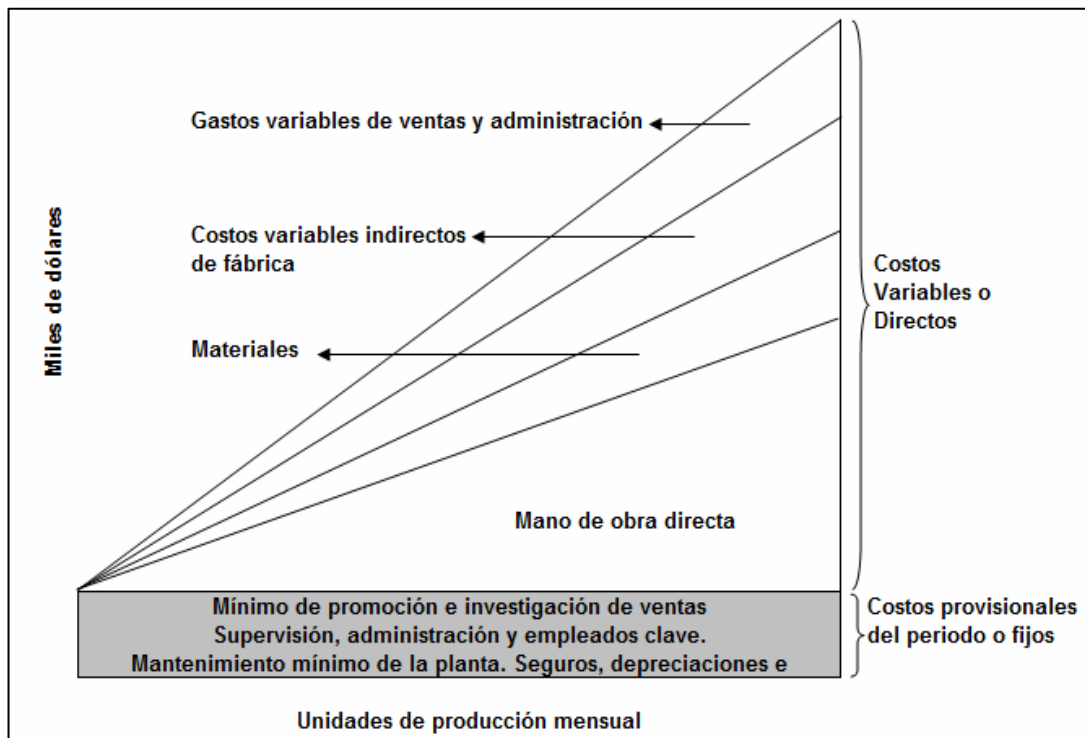 Gastos variables de ventas y administración
Costos variables indirectos
de fábrica
Materiales
Mano de obra directa
Miles de dólares
Costos
Variables o
Directos
Mínimo de promoción e investigación de ventas
Supervisión, administración y empleados clave.
Mantenimiento mínimo de la planta. Seguros, depreciaciones e
Costos provisionales
del periodo o fijos
Unidades de producción mensual